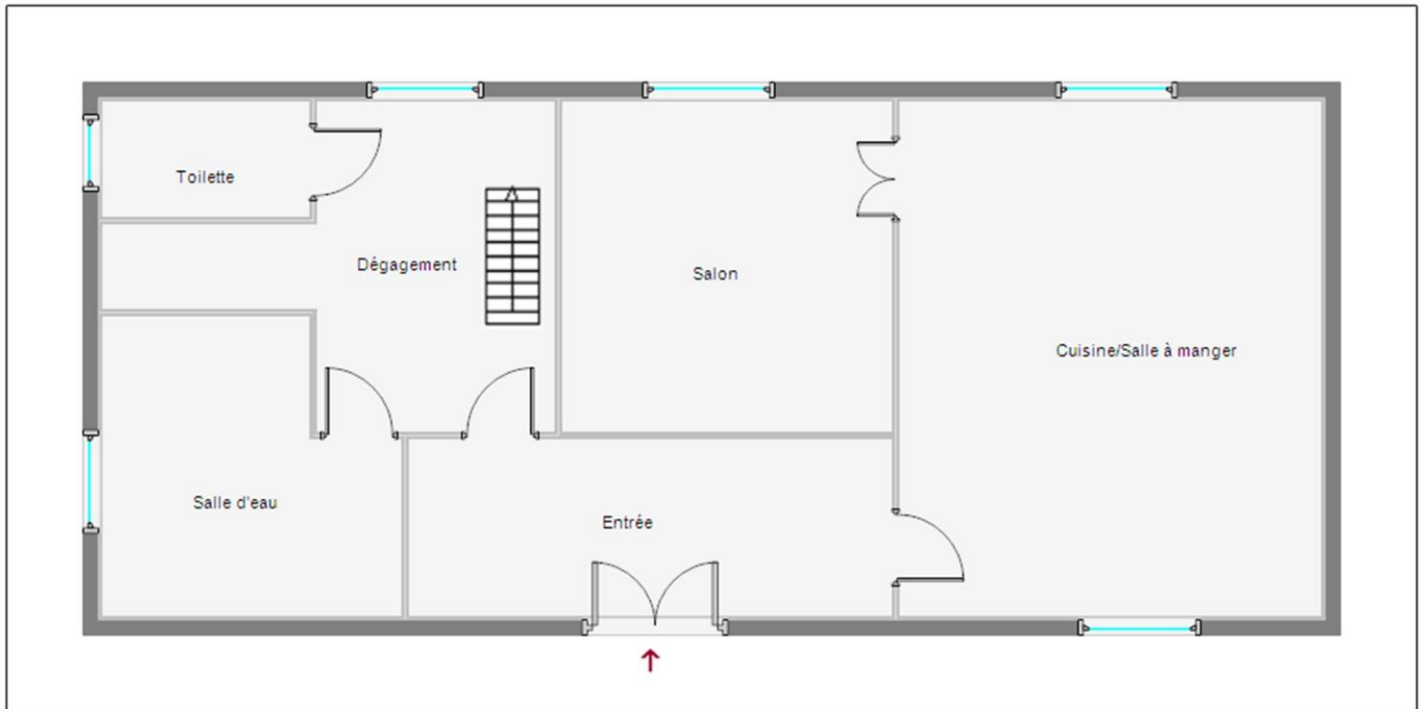 Toilette
Dégagement
Salon
Cuisine/Salle à manger
Salle d'eau
Entrée